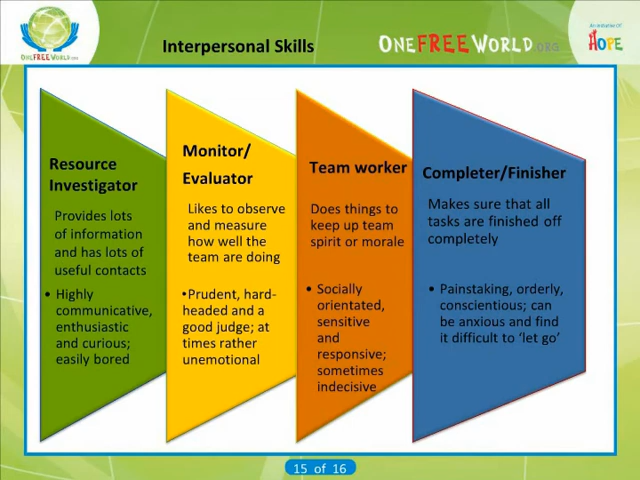 ONEFREEWORLD.ORG
Interpersonal Skills
ONEFREEWORLD.ORG
An initiative Of
HOPE
Resource
Investigator
Provides lots
of information
and has lots of
useful contacts
• Highly
communicative,
enthusiastic
and curious;
easily bored
Monitor/
Evaluator
Likes to observe
and measure
how well the
team are doing
•Prudent, hard-
headed and a
good judge; at
times rather
unemotional
Team worker
Does things to
keep up team
spirit or morale
• Socially
orientated,
sensitive
and
responsive;
sometimes
indecisive
Completer/Finisher
Makes sure that all
tasks are finished off
completely
• Painstaking, orderly,
conscientious; can
be anxious and find
it difficult to ‘let go’
15 of 16